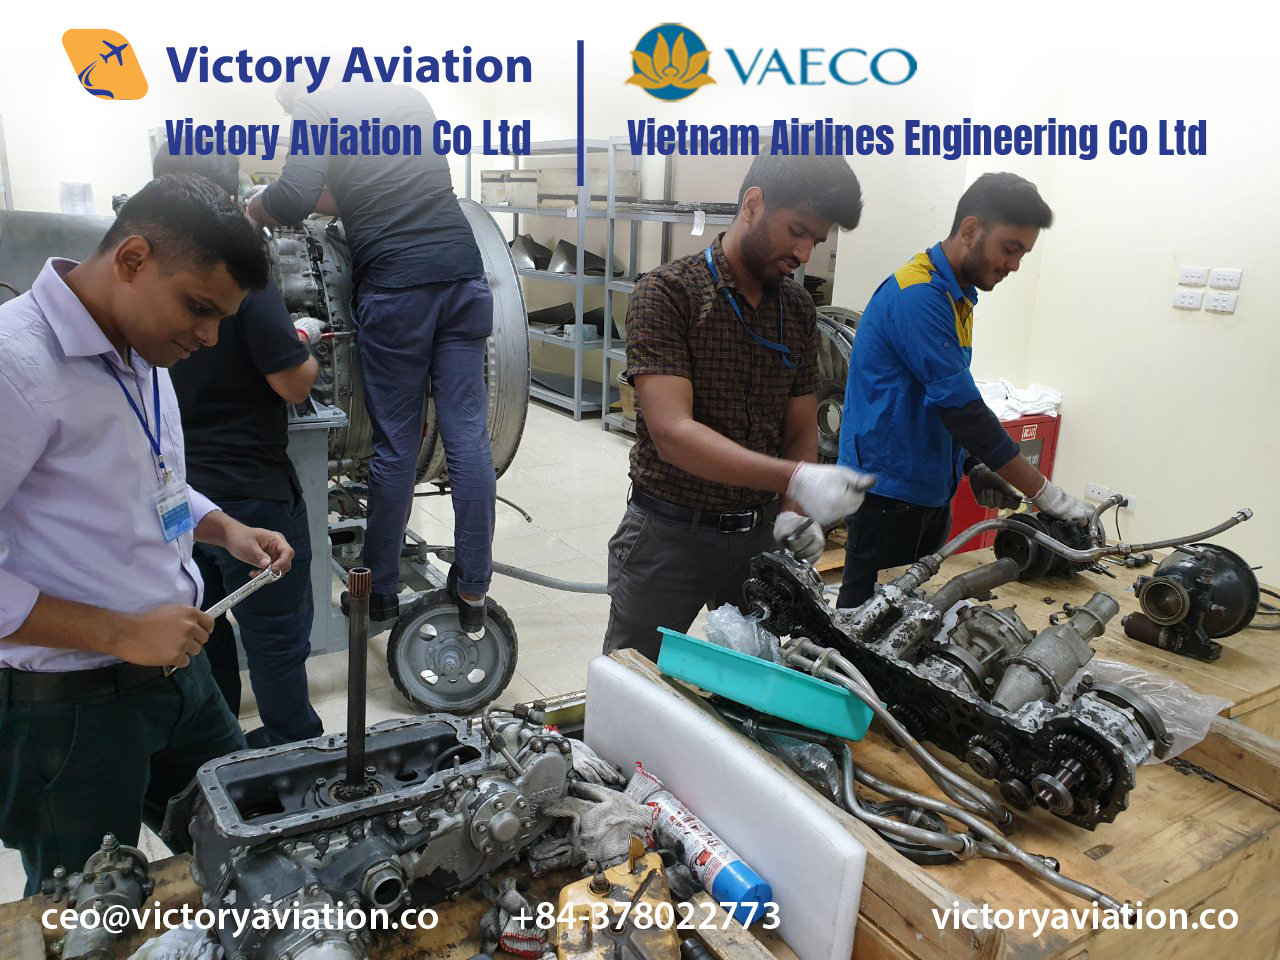 Victory Aviation
VAECO
Victory Aviation Co Ltd
Vietnam Airlines Engineering Co Ltd
ceo@victoryaviation.co
+84-378022773
victoryaviation.co